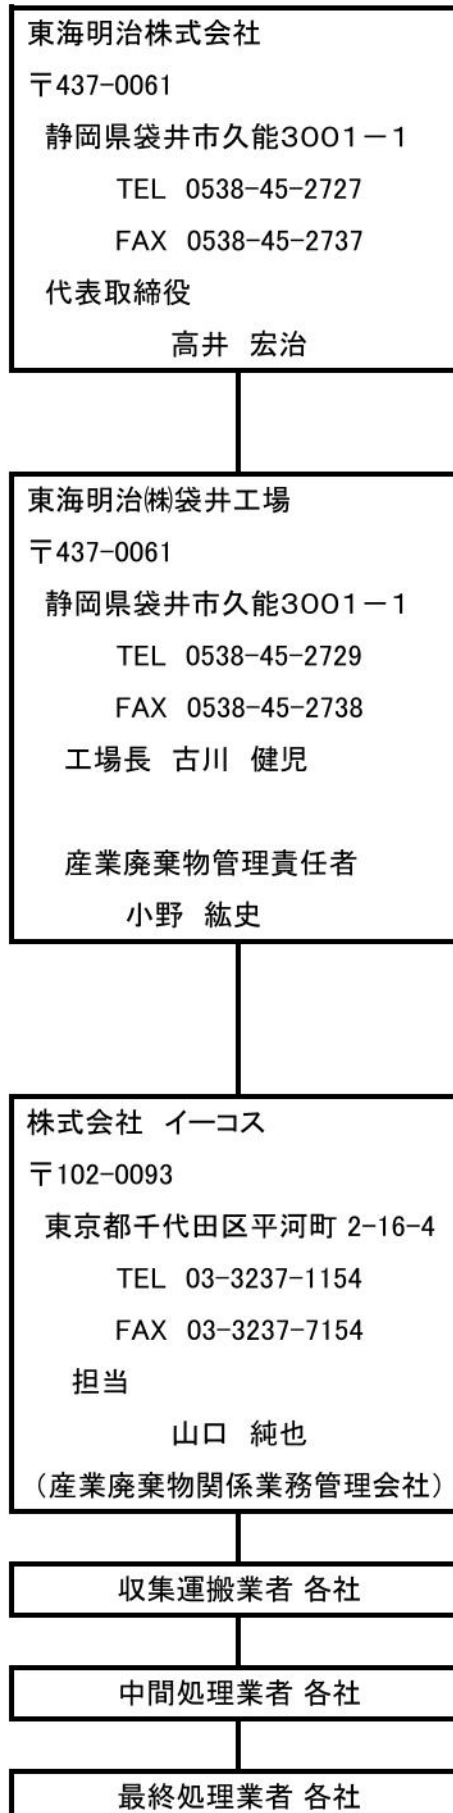 東海明治株式会社
〒437-0061
静岡県袋井市久能3001-1
TEL 0538-45-2727
FAX 0538-45-2737
代表取締役
高井 宏治
東海明治㈱袋井工場
〒437-0061
静岡県袋井市久能3001-1
TEL 0538-45-2729
FAX 0538-45-2738
工場長 古川 健児
産業廃棄物管理責任者
小野 紘史
株式会社 イーコス
〒102-0093
東京都千代田区平河町 2-16-4
TEL 03-3237-1154
FAX 03-3237-7154
担当
山口 純也
（産業廃棄物関係業務管理会社）
収集運搬業者 各社
中間処理業者 各社
最終処理業者 各社